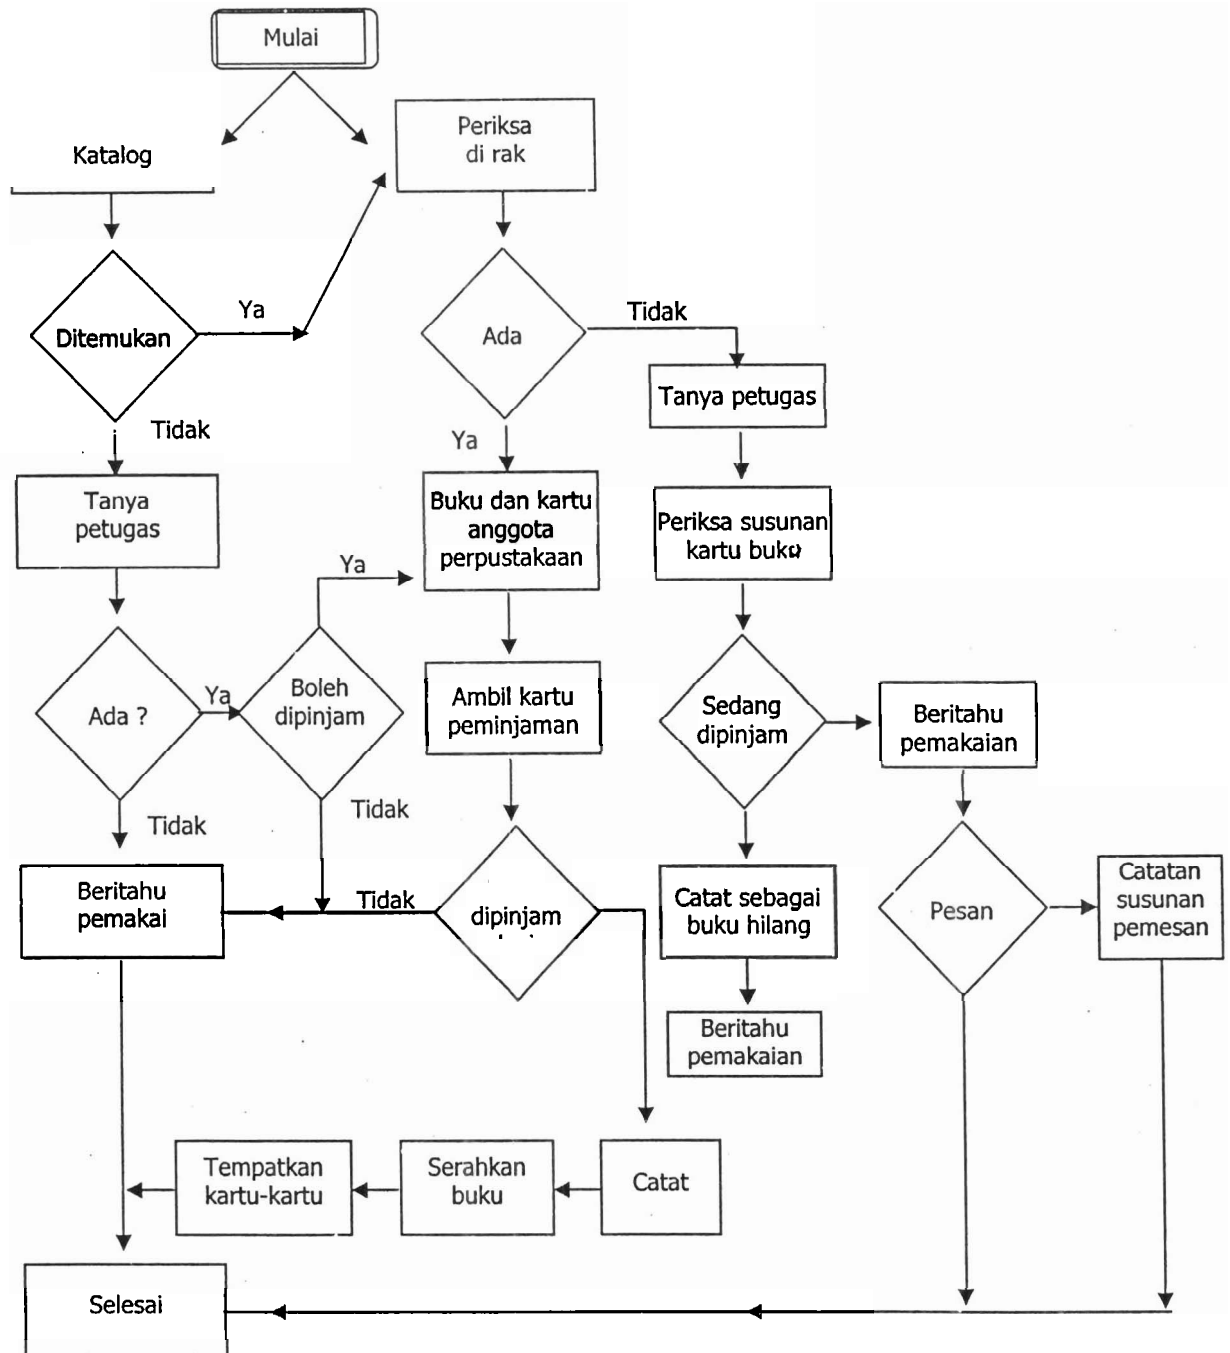 Mulai
Katalog
Periksa
di rak
Ditemukan
Ya
Ada
Tidak
Tanya petugas
Tidak
Ya
Tanya
petugas
Buku dan kartu
anggota
perpustakaan
Periksa susunan
kartu buku
Ya
Ada ?
Ya
Boleh
dipinjam
Ambil kartu
peminjaman
Sedang
dipinjam
Beritahu
pemakaian
Tidak
Tidak
Beritahu
pemakai
Tidak
dipinjam
Catat sebagai
buku hilang
Pesan
Catatan
susunan
pemesan
Beritahu
pemakaian
Tempatkan
kartu-kartu
Serahkan
buku
Catat
Selesai